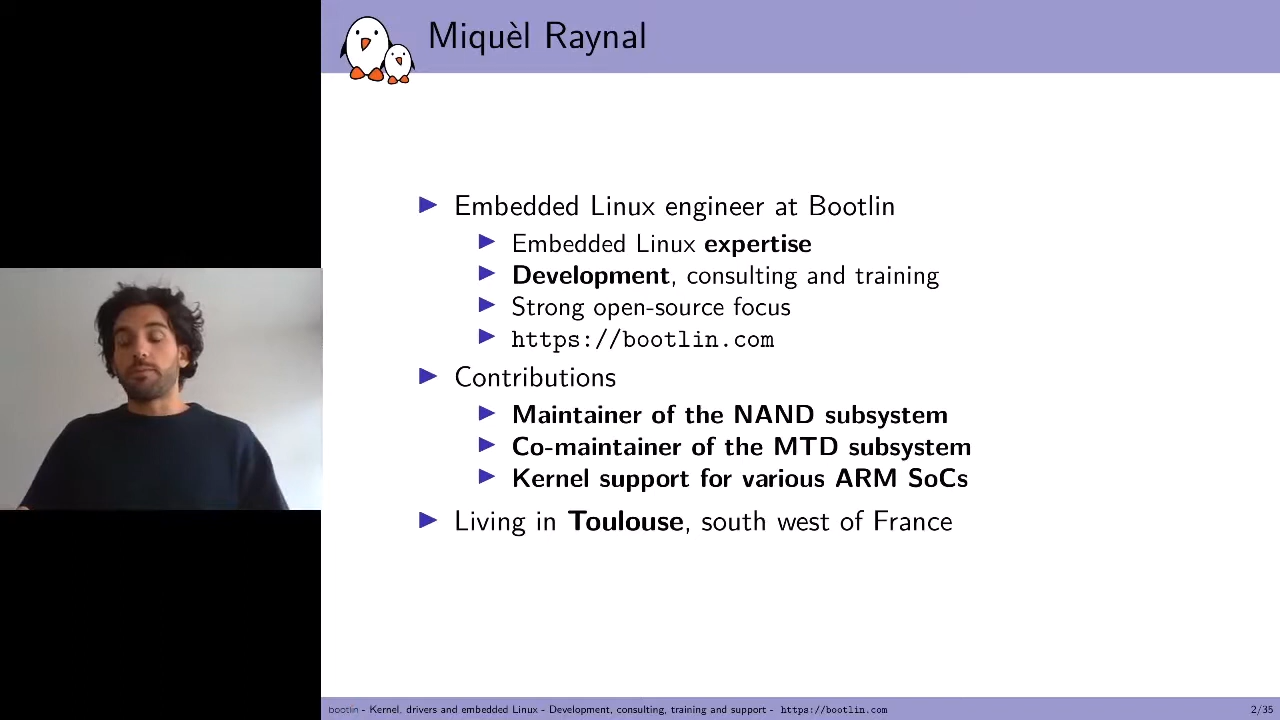 Miquèl Raynal
Embedded Linux engineer at Bootlin
Embedded Linux expertise
Development, consulting and training
Strong open-source focus
https://bootlin.com
Contributions
Maintainer of the NAND subsystem
Co-maintainer of the MTD subsystem
Kernel support for various ARM SoCs
Living in Toulouse, south west of France
bootlin - Kernel, drivers and embedded Linux - Development, consulting, training and support - https://bootlin.com 2/35